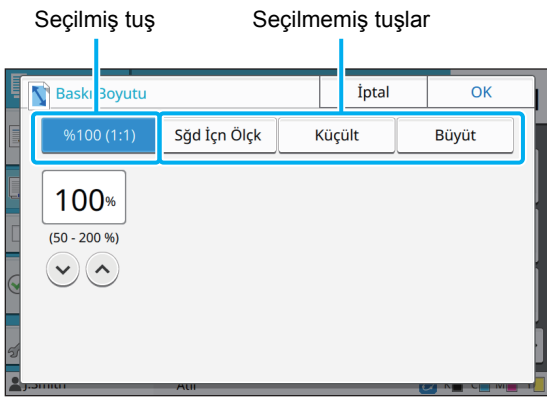 Seçilmiş tuş Seçilmemiş tuşlar
Baskı Boyutu İptal OK
%100 (1:1) Sğd İçn Ölçk Küçült Büyüt
100%
(50 - 200 %)
J.Smith Atıl K C M Y